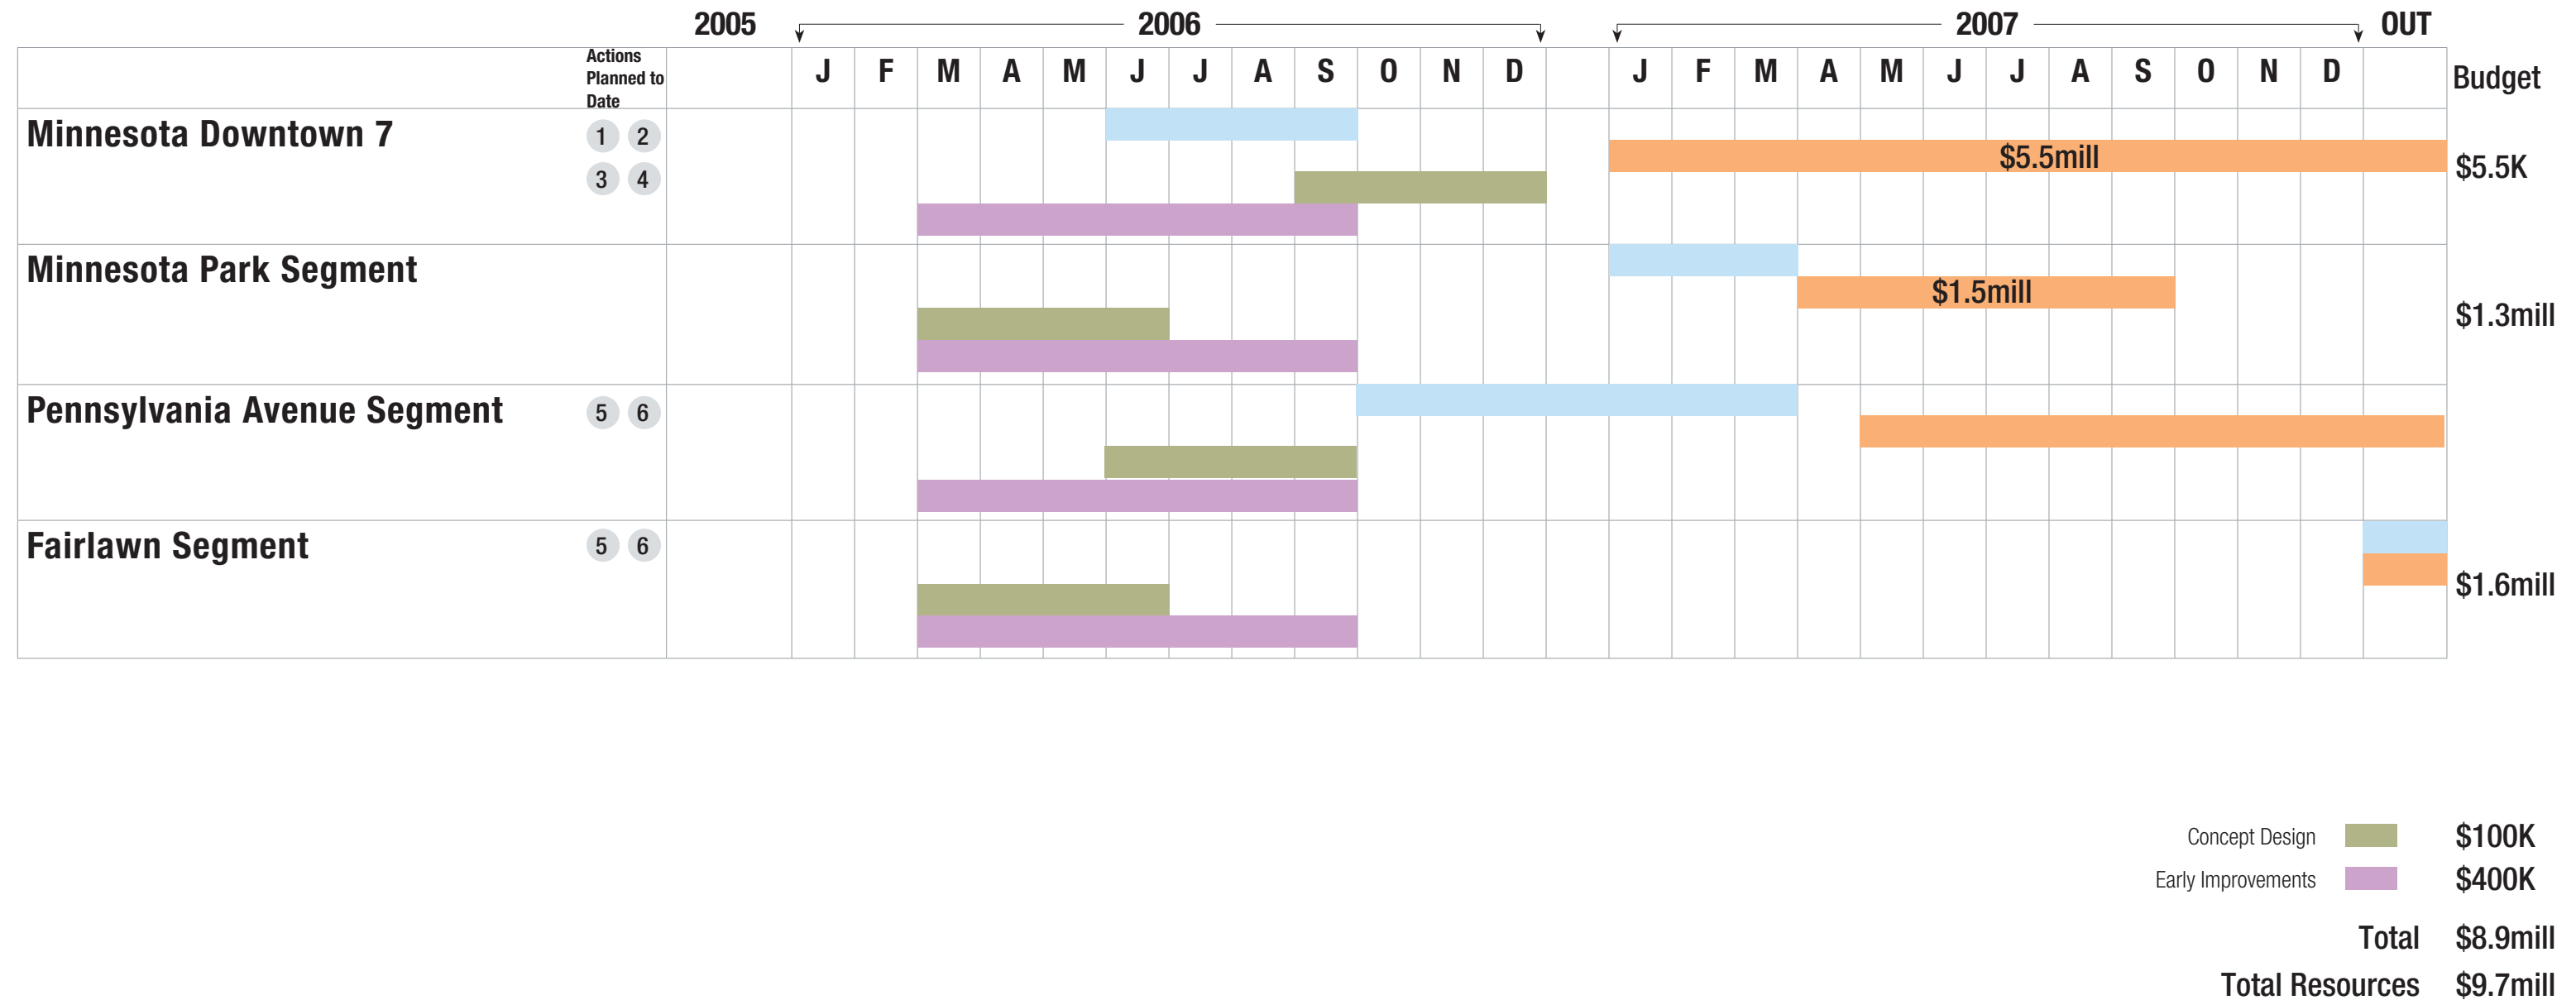 2005 2006 2007 OUT
Actions
Planned to
Date
J F M A M J J A S O N D J F M A M J J A S O N D Budget
Minnesota Downtown 7 1 2
3 4
$5.5mill
$5.5K
Minnesota Park Segment
$1.5mill
$1.3mill
Pennsylvania Avenue Segment 5 6
Fairlawn Segment 5 6
$1.6mill
Concept Design $100K
Early Improvements $400K
Total $8.9mill
Total Resources $9.7mill